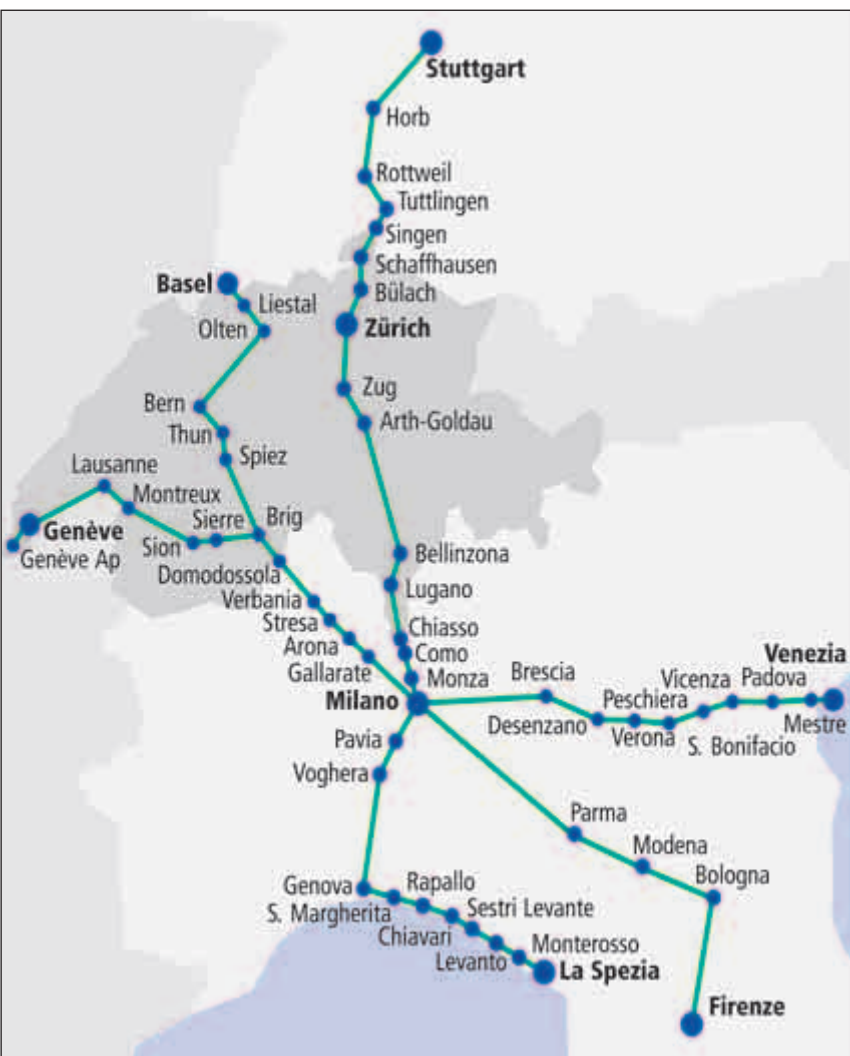 Stuttgart
Horb
Rottweil
Tuttlingen
Singen
Schaffhausen
Basel
Bülach
Liestal
Olten
Zürich
Zug
Bern
Arth-Goldau
Thun
Spiez
Lausanne
Montreux
Sierre
Brig
Genève
Sion
Genève Ap
Bellinzona
Domodossola
Lugano
Verbania
Stresa
Chiasso
Arona
Como
Gallarate
Monza
Milano
Brescia
Venezia
Vicenza
Padova
Peschiera
Desenzano
Mestre
Verona
S. Bonifacio
Pavia
Voghera
Parma
Modena
Bologna
Genova
Rapallo
S. Margherita
Sestri Levante
Chiavari
Monterosso
Levanto
La Spezia
Firenze